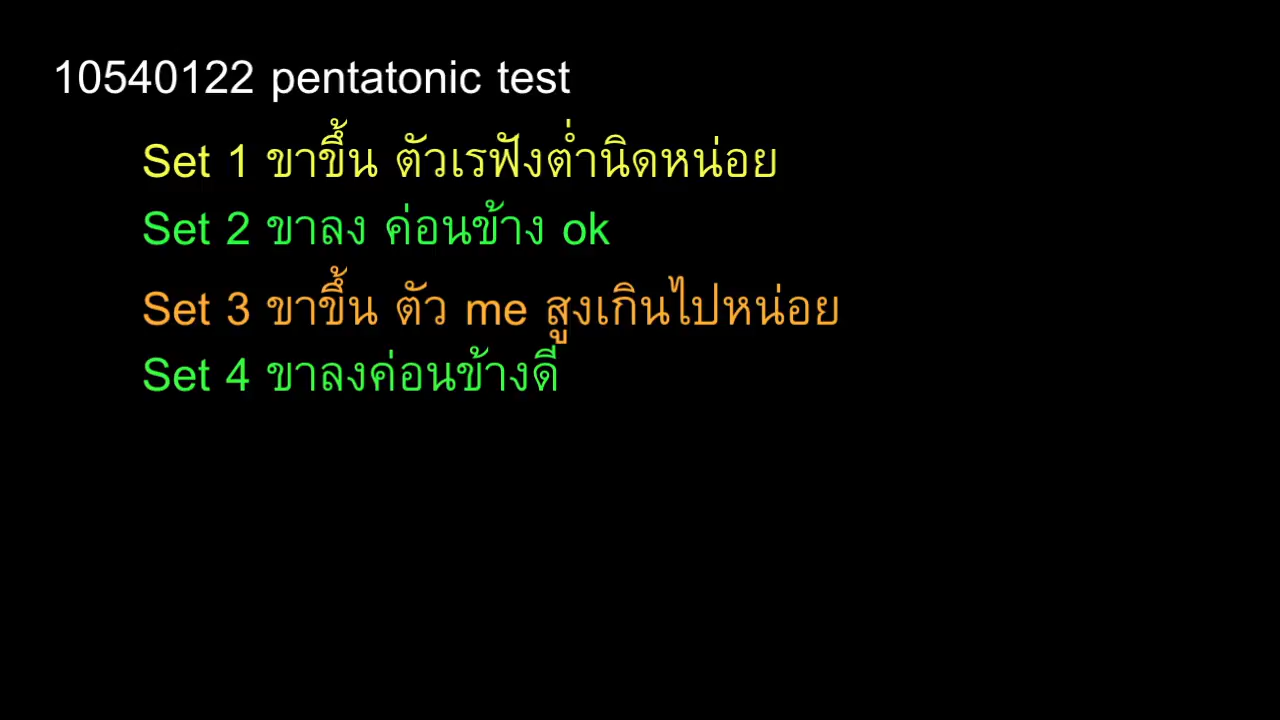 10540122 pentatonic test
Set 1 ขาขึ้น ตัวเรฟังต่ำนิดหน่อย
Set 2 ขาลง ค่อนข้าง ok
Set 3 ขาขึ้น ตัว me สูงเกินไปหน่อย
Set 4 ขาลงค่อนข้างดี